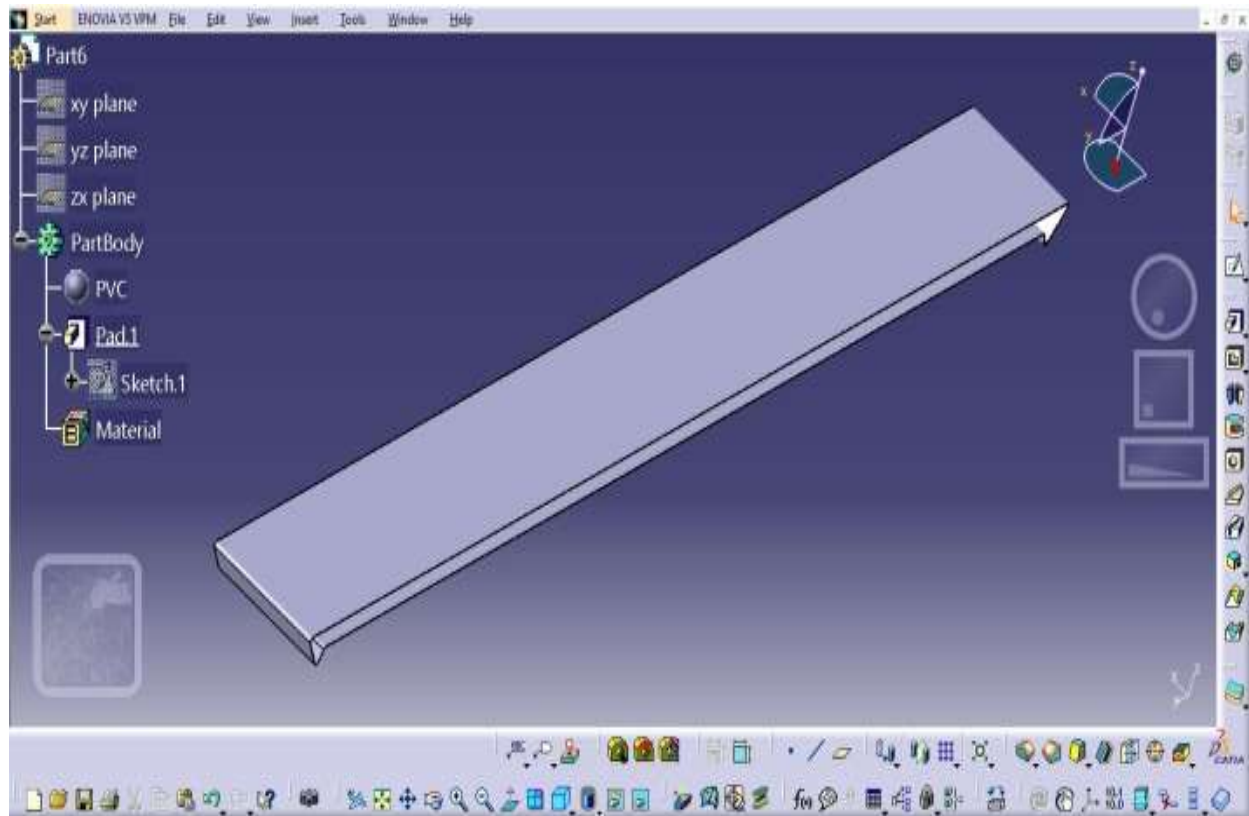 Start ENOVIA V5 VPM File Edit View Insert Tools Window Help
Part6
xy plane
yz plane
zx plane
PartBody
PVC
Pad.1
Sketch.1
Material
x
z
y
CATIA